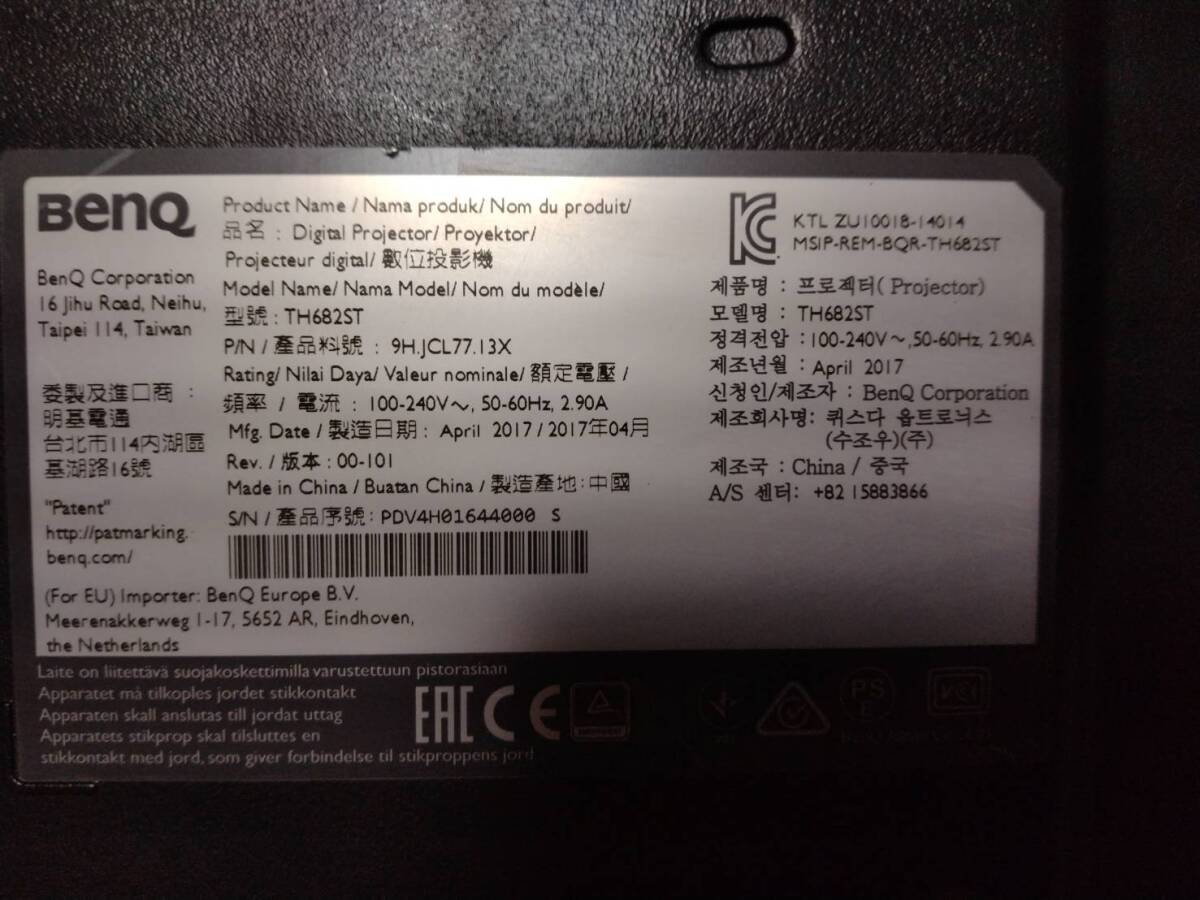 BenQ
BenQ Corporation
16 Jihu Road, Neihu,
Taipei 114, Taiwan
委製及進口商 :
明基電通
台北市114內湖區
基湖路16號
"Patent"
http://patmarking.
benq.com/
Product Name / Nama produk/ Nom du produit/
品名 : Digital Projector/ Proyektor/
Projecteur digital/ 數位投影機
Model Name/ Nama Model/ Nom du modèle/
型號 : TH682ST
P/N / 產品料號 : 9H.JCL77.13X
Rating/ Nilai Daya/ Valeur nominale/ 額定電壓 /
頻率 / 電流 : 100-240V~, 50-60Hz, 2.90A
Mfg. Date / 製造日期 : April 2017 / 2017年04月
Rev. / 版本 : 00-101
Made in China / Buatan China / 製造產地: 中國
S/N / 產品序號: PDV4H01644000 S
(For EU) Importer: BenQ Europe B.V.
Meerenakkerweg 1-17, 5652 AR, Eindhoven,
the Netherlands
KTL ZU10018-14014
MSIP-REM-BQR-TH682ST
제품명 : 프로젝터( Projector)
모델명 : TH682ST
정격전압 :100-240V~,50-60Hz, 2.90A
제조년월 : April 2017
신청인/제조자 : BenQ Corporation
제조회사명: 퀴스다 옵트로닉스
(수조우)(주)
제조국 : China / 중국
A/S 센터: +82 15883866
Laite on liitettävä suojakoskettimilla varustettuun pistorasiaan
Apparatet må tilkoples jordet stikkontakt
Apparaten skall anslutas till jordat uttag
Apparatets stikprop skal tilsluttes en
stikkontakt med jord, som giver forbindelse til stikproppens jord
EAC CE
PS
E